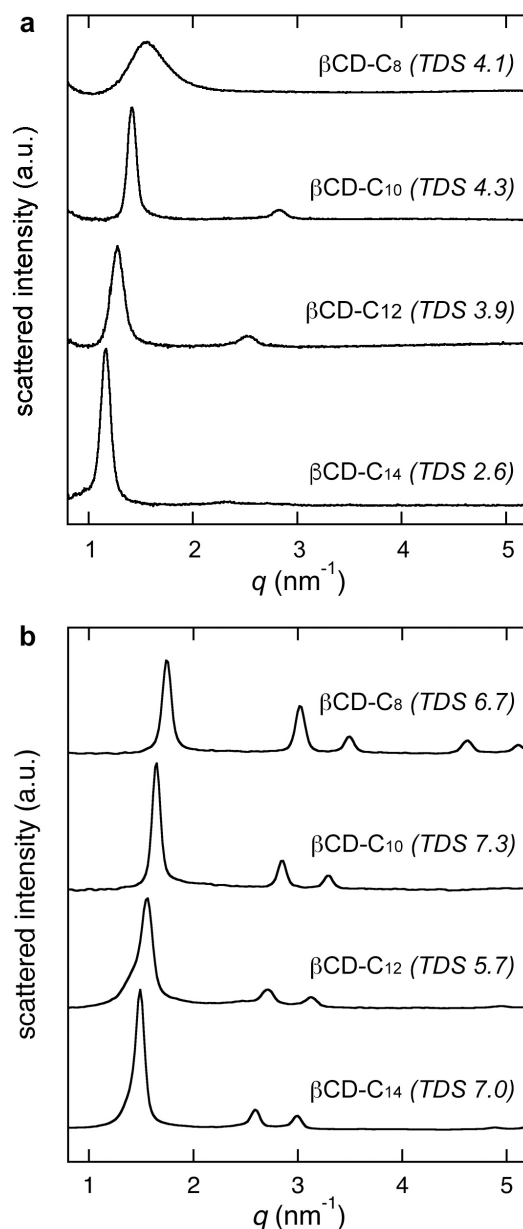 a
βCD-C₈ (TDS 4.1)
βCD-C₁₀ (TDS 4.3)
βCD-C₁₂ (TDS 3.9)
βCD-C₁₄ (TDS 2.6)
scattered intensity (a.u.)
1 2 3 4 5
q (nm⁻¹)
b
βCD-C₈ (TDS 6.7)
βCD-C₁₀ (TDS 7.3)
βCD-C₁₂ (TDS 5.7)
βCD-C₁₄ (TDS 7.0)
scattered intensity (a.u.)
1 2 3 4 5
q (nm⁻¹)